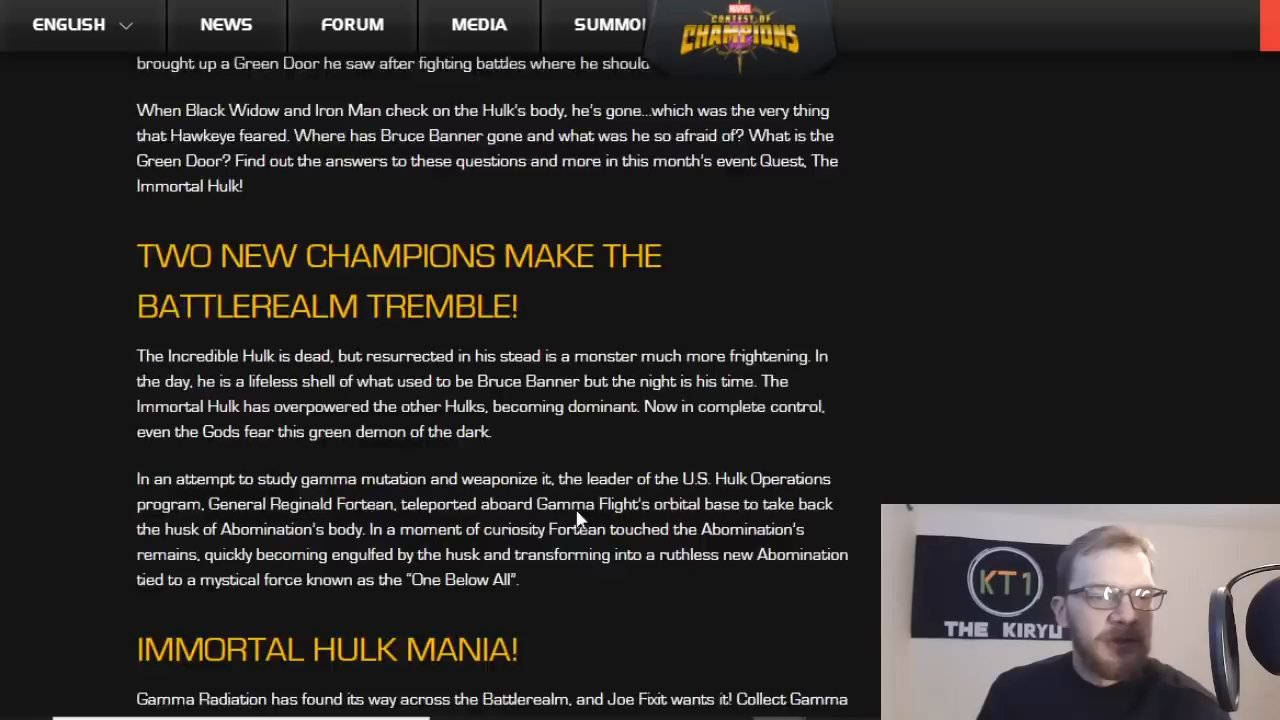 ENGLISH
NEWS
FORUM
MEDIA
MARVEL
CONTEST OF
CHAMPIONS
brought up a Green Door he saw after fighting battles where he should
When Black Widow and Iron Man check on the Hulk's body, he's gone...which was the very thing
that Hawkeye feared. Where has Bruce Banner gone and what was he so afraid of? What is the
Green Door? Find out the answers to these questions and more in this month's event Quest, The
Immortal Hulk!
TWO NEW CHAMPIONS MAKE THE
BATTLEREALM TREMBLE!
The Incredible Hulk is dead, but resurrected in his stead is a monster much more frightening. In
the day, he is a lifeless shell of what used to be Bruce Banner but the night is his time. The
Immortal Hulk has overpowered the other Hulks, becoming dominant. Now in complete control,
even the Gods fear this green demon of the dark.
In an attempt to study gamma mutation and weaponize it, the leader of the U.S. Hulk Operations
program, General Reginald Fortean, teleported aboard Gamma Flight's orbital base to take back
the husk of Abomination's body. In a moment of curiosity Fortean touched the Abomination's
remains, quickly becoming engulfed by the husk and transforming into a ruthless new Abomination
tied to a mystical force known as the "One Below All".
IMMORTAL HULK MANIA!
Gamma Radiation has found its way across the Battlerealm, and Joe Fixit wants it! Collect Gamma
KT1
THE KIRYU